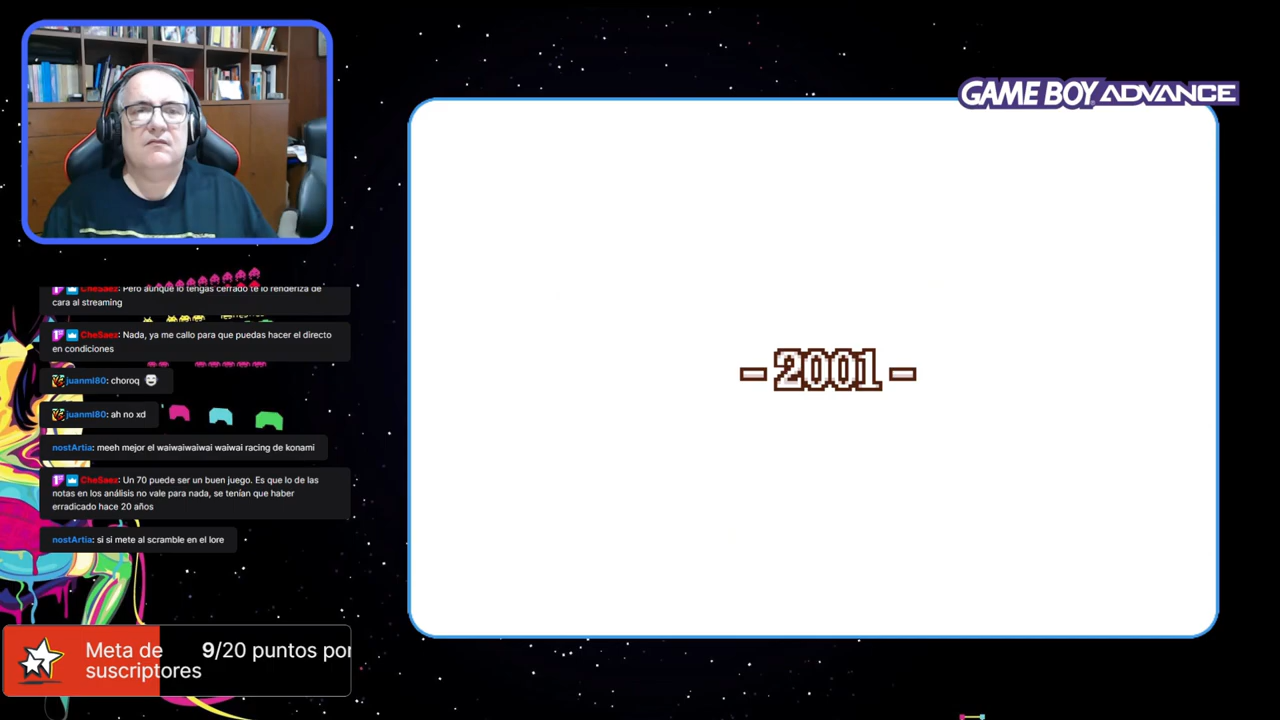 GAME BOY ADVANCE
CheSaez: Pero aunque lo tengas cerrado te lo renderiza de
cara al streaming
CheSaez: Nada, ya me callo para que puedas hacer el directo
en condiciones
juanml80: choroq
juanml80: ah no xd
nostArtia: meeh mejor el waiwaiwaiwai waiwai racing de konami
CheSaez: Un 70 puede ser un buen juego. Es que lo de las
notas en los análisis no vale para nada, se tenían que haber
erradicado hace 20 años
nostArtia: si si mete al scramble en el lore
- 2001 -
Meta de
suscriptores
9/20 puntos por